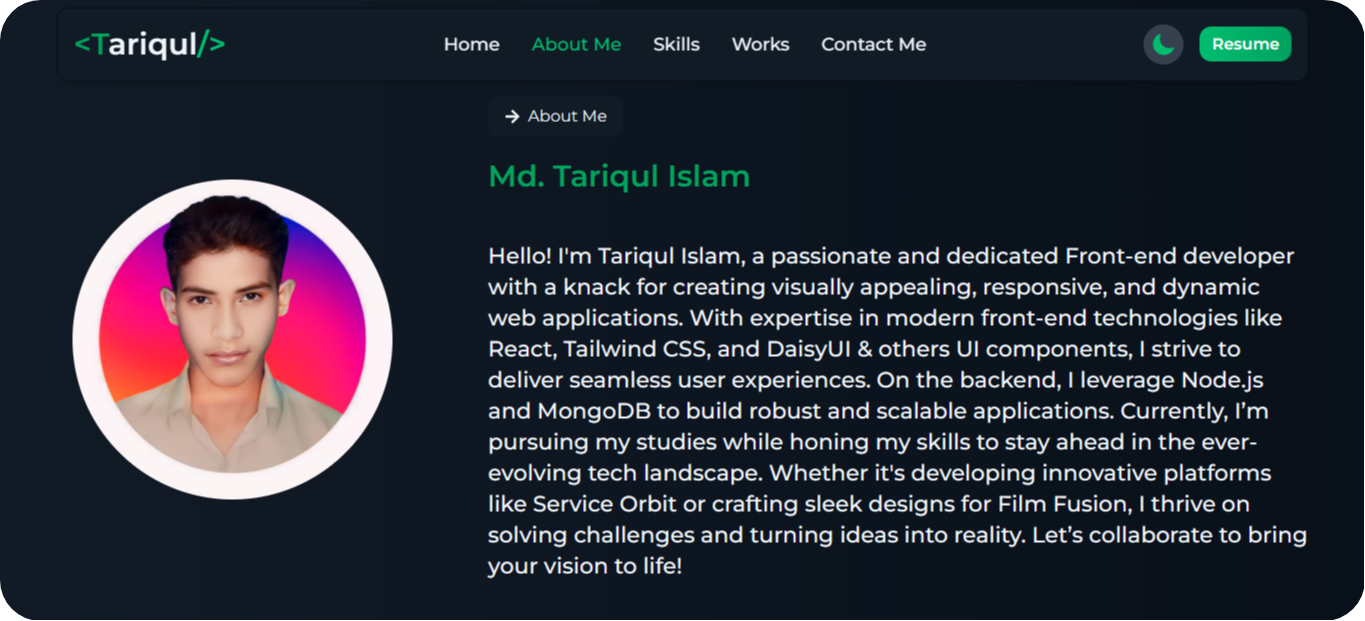 <Tariqul/>
Home About Me Skills Works Contact Me
Resume
About Me
Md. Tariqul Islam
Hello! I'm Tariqul Islam, a passionate and dedicated Front-end developer
with a knack for creating visually appealing, responsive, and dynamic
web applications. With expertise in modern front-end technologies like
React, Tailwind CSS, and DaisyUI & others UI components, I strive to
deliver seamless user experiences. On the backend, I leverage Node.js
and MongoDB to build robust and scalable applications. Currently, I’m
pursuing my studies while honing my skills to stay ahead in the ever-
evolving tech landscape. Whether it's developing innovative platforms
like Service Orbit or crafting sleek designs for Film Fusion, I thrive on
solving challenges and turning ideas into reality. Let’s collaborate to bring
your vision to life!